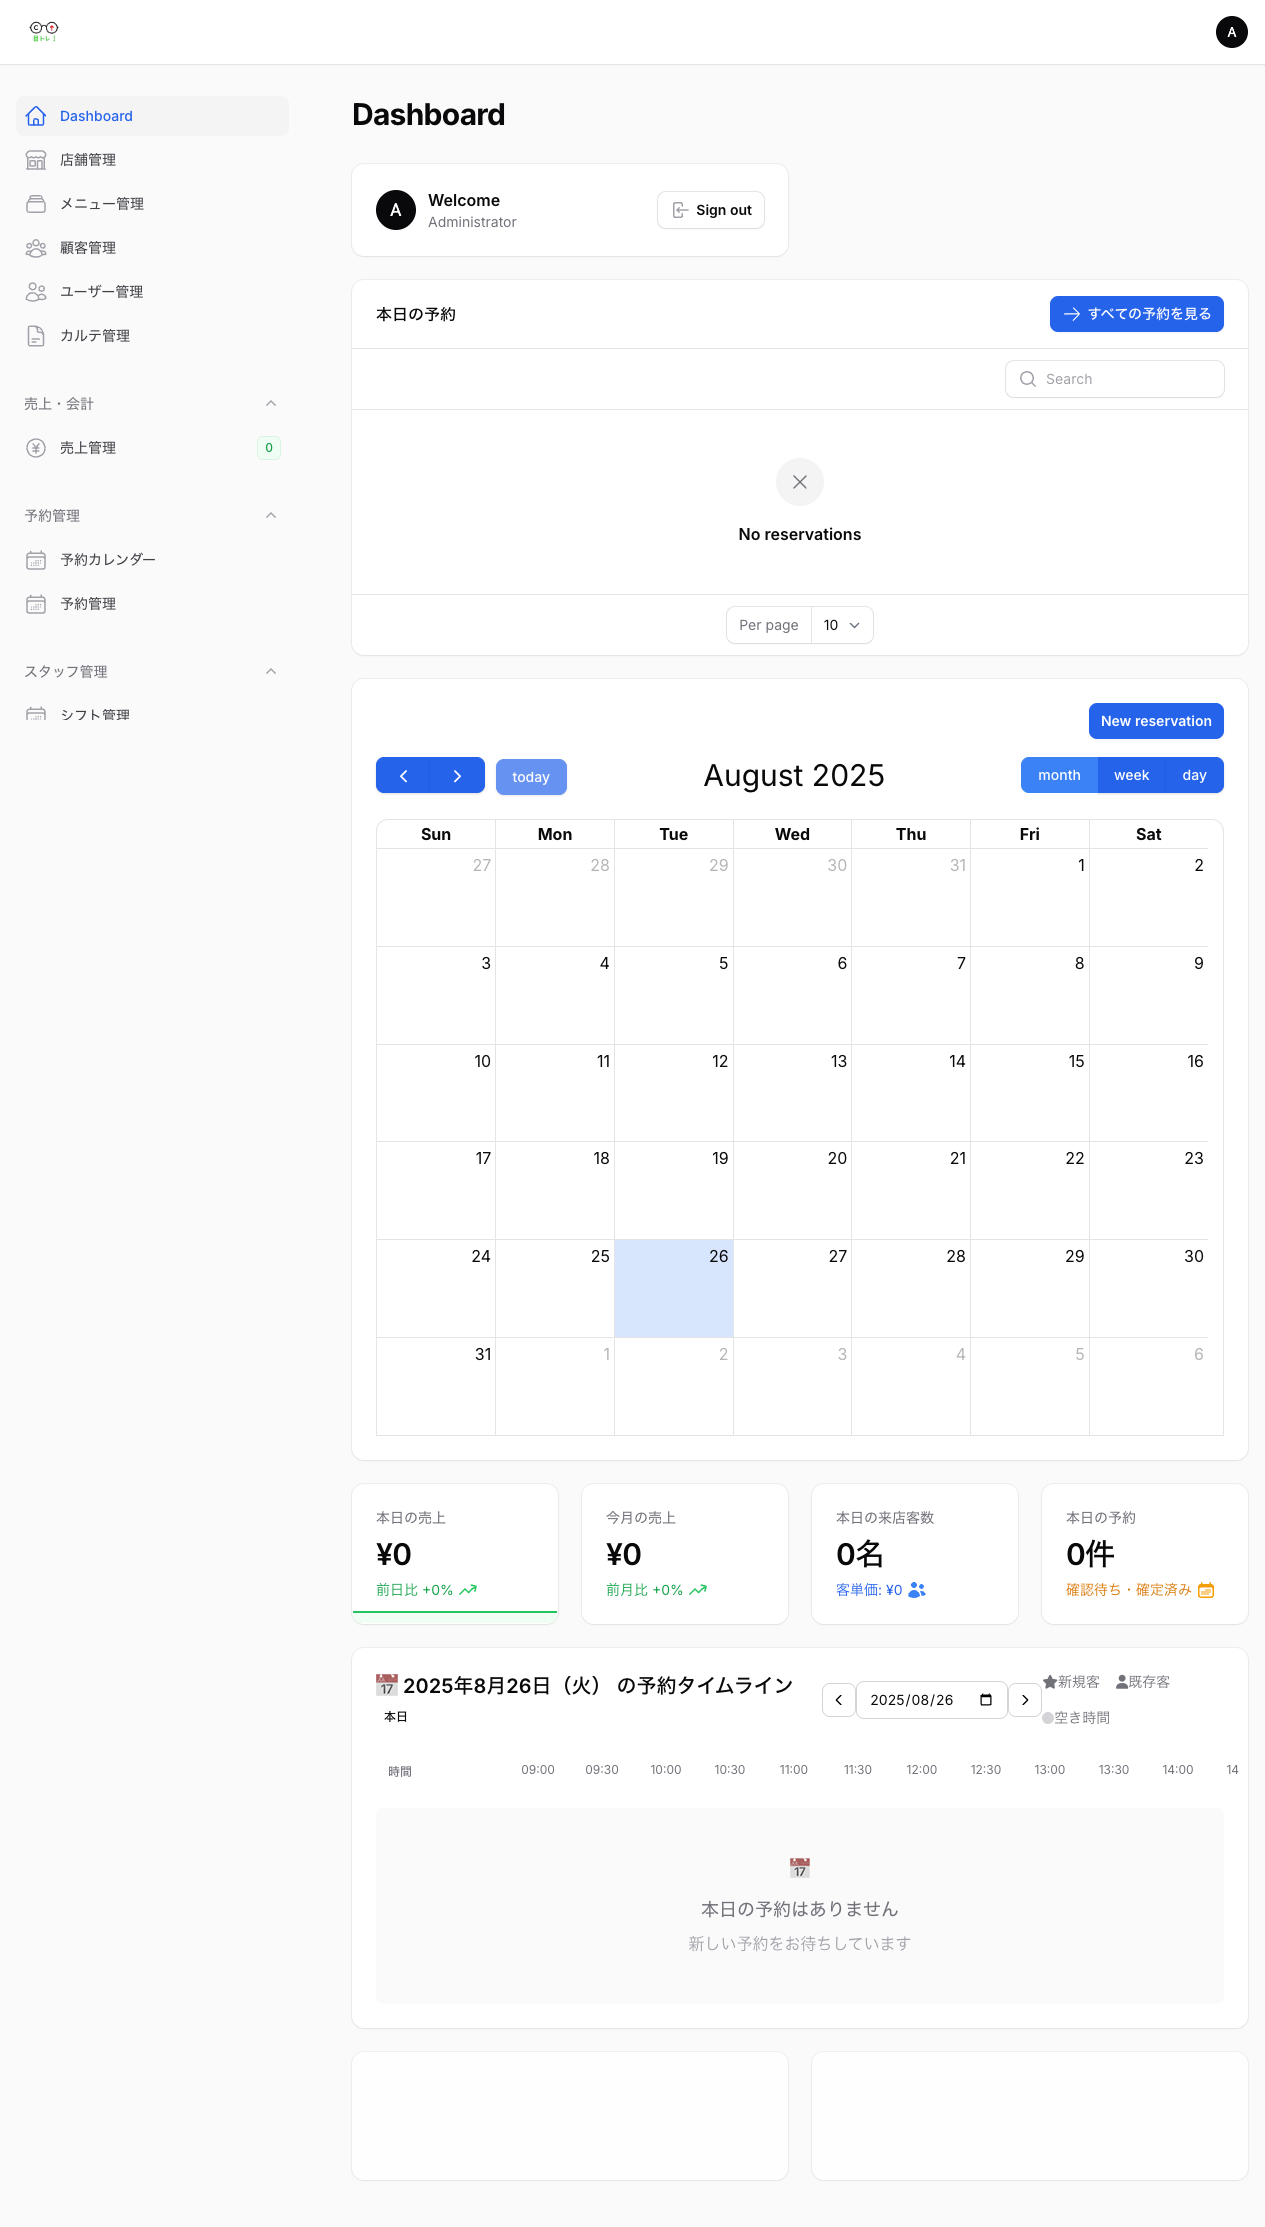 目トレ
A
Dashboard
店舗管理
メニュー管理
顧客管理
ユーザー管理
カルテ管理
売上・会計
売上管理
0
予約管理
予約カレンダー
予約管理
スタッフ管理
シフト管理
Dashboard
A
Welcome
Administrator
Sign out
本日の予約
すべての予約を見る
Search
No reservations
Per page
10
New reservation
today
August 2025
month week day
Sun Mon Tue Wed Thu Fri Sat
27 28 29 30 31 1 2
3 4 5 6 7 8 9
10 11 12 13 14 15 16
17 18 19 20 21 22 23
24 25 26 27 28 29 30
31 1 2 3 4 5 6
本日の売上
¥0
前日比 +0%
今月の売上
¥0
前月比 +0%
本日の来店客数
0名
客単価: ¥0
本日の予約
0件
確認待ち・確定済み
17 2025年8月26日（火） の予約タイムライン
本日
2025/08/26
新規客 既存客
空き時間
時間 09:00 09:30 10:00 10:30 11:00 11:30 12:00 12:30 13:00 13:30 14:00 14
17
本日の予約はありません
新しい予約をお待ちしています